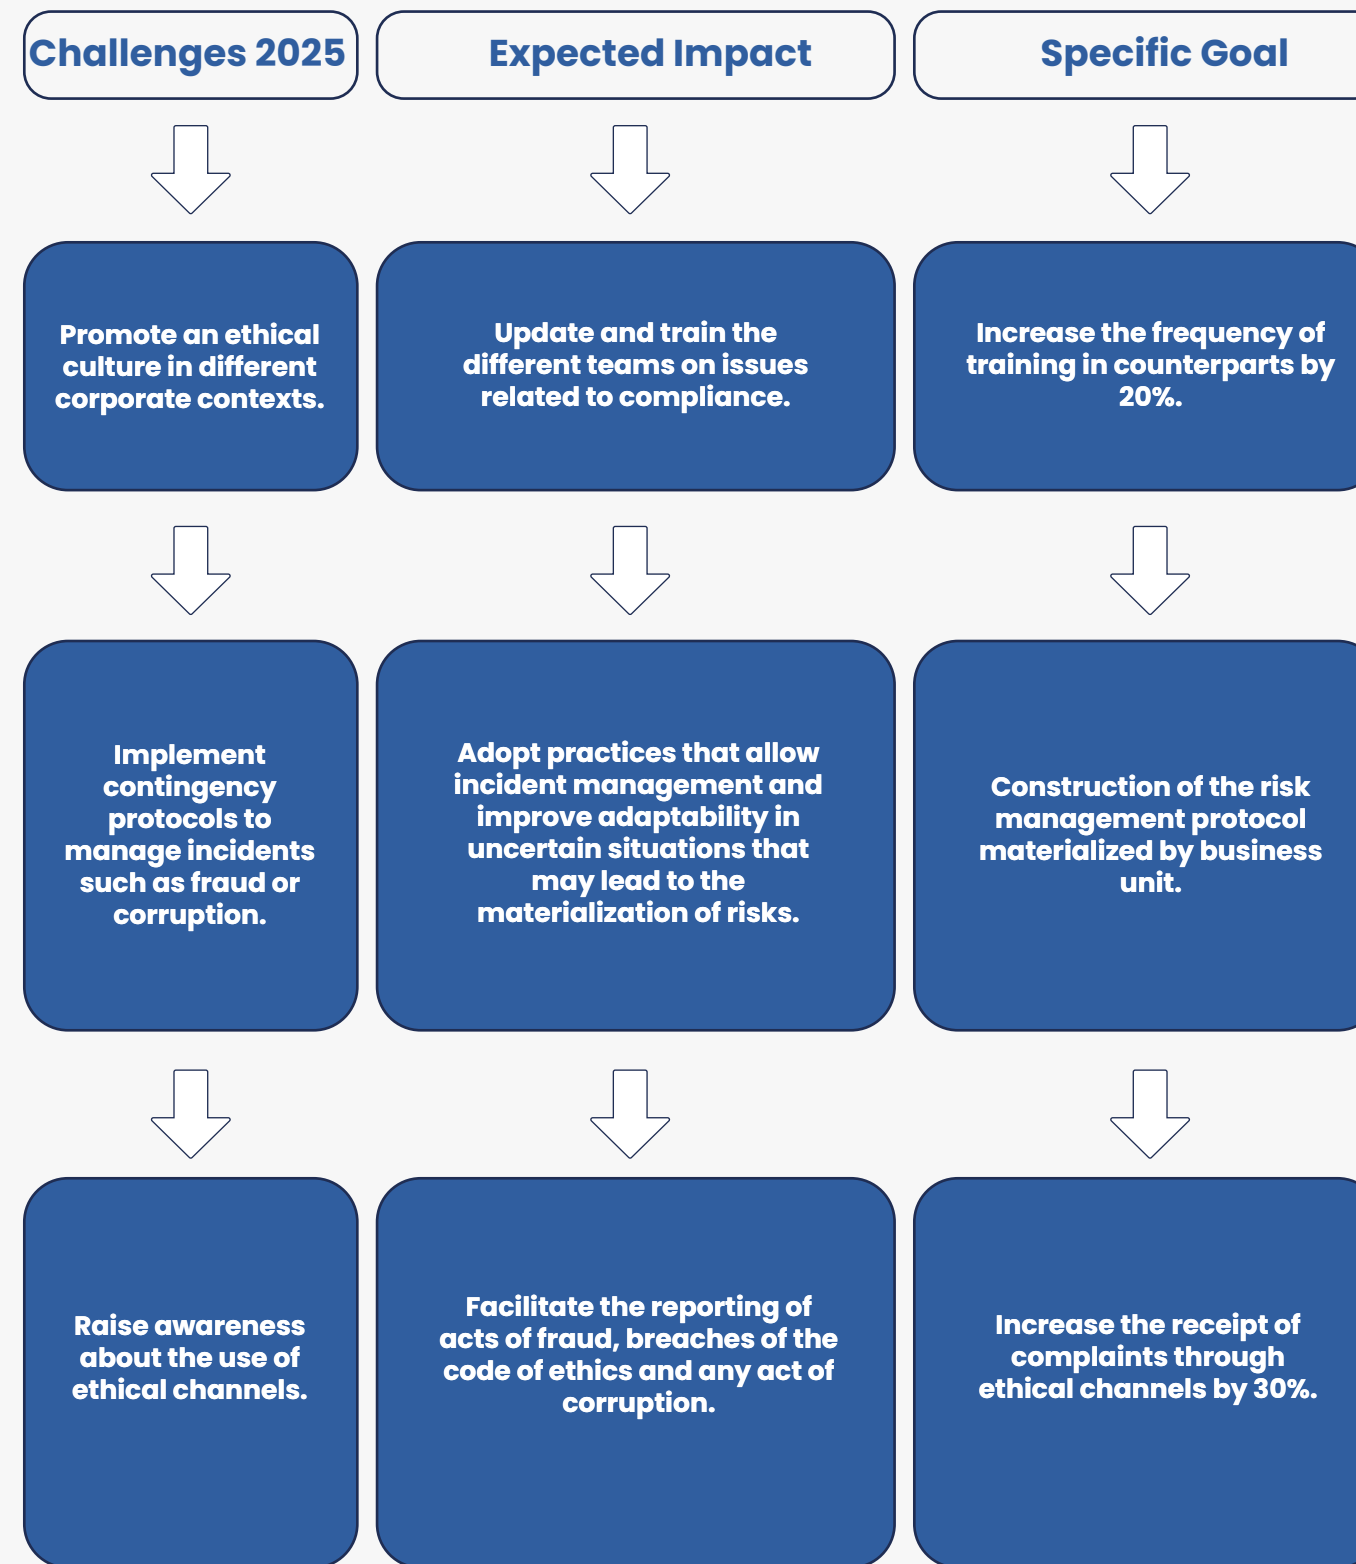 Challenges 2025
Expected Impact
Specific Goal
Promote an ethical
culture in different
corporate contexts.
Update and train the
different teams on issues
related to compliance.
Increase the frequency of
training in counterparts by
20%.
Implement
contingency
protocols to
manage incidents
such as fraud or
corruption.
Adopt practices that allow
incident management and
improve adaptability in
uncertain situations that
may lead to the
materialization of risks.
Construction of the risk
management protocol
materialized by business
unit.
Raise awareness
about the use of
ethical channels.
Facilitate the reporting of
acts of fraud, breaches of the
code of ethics and any act of
corruption.
Increase the receipt of
complaints through
ethical channels by 30%.